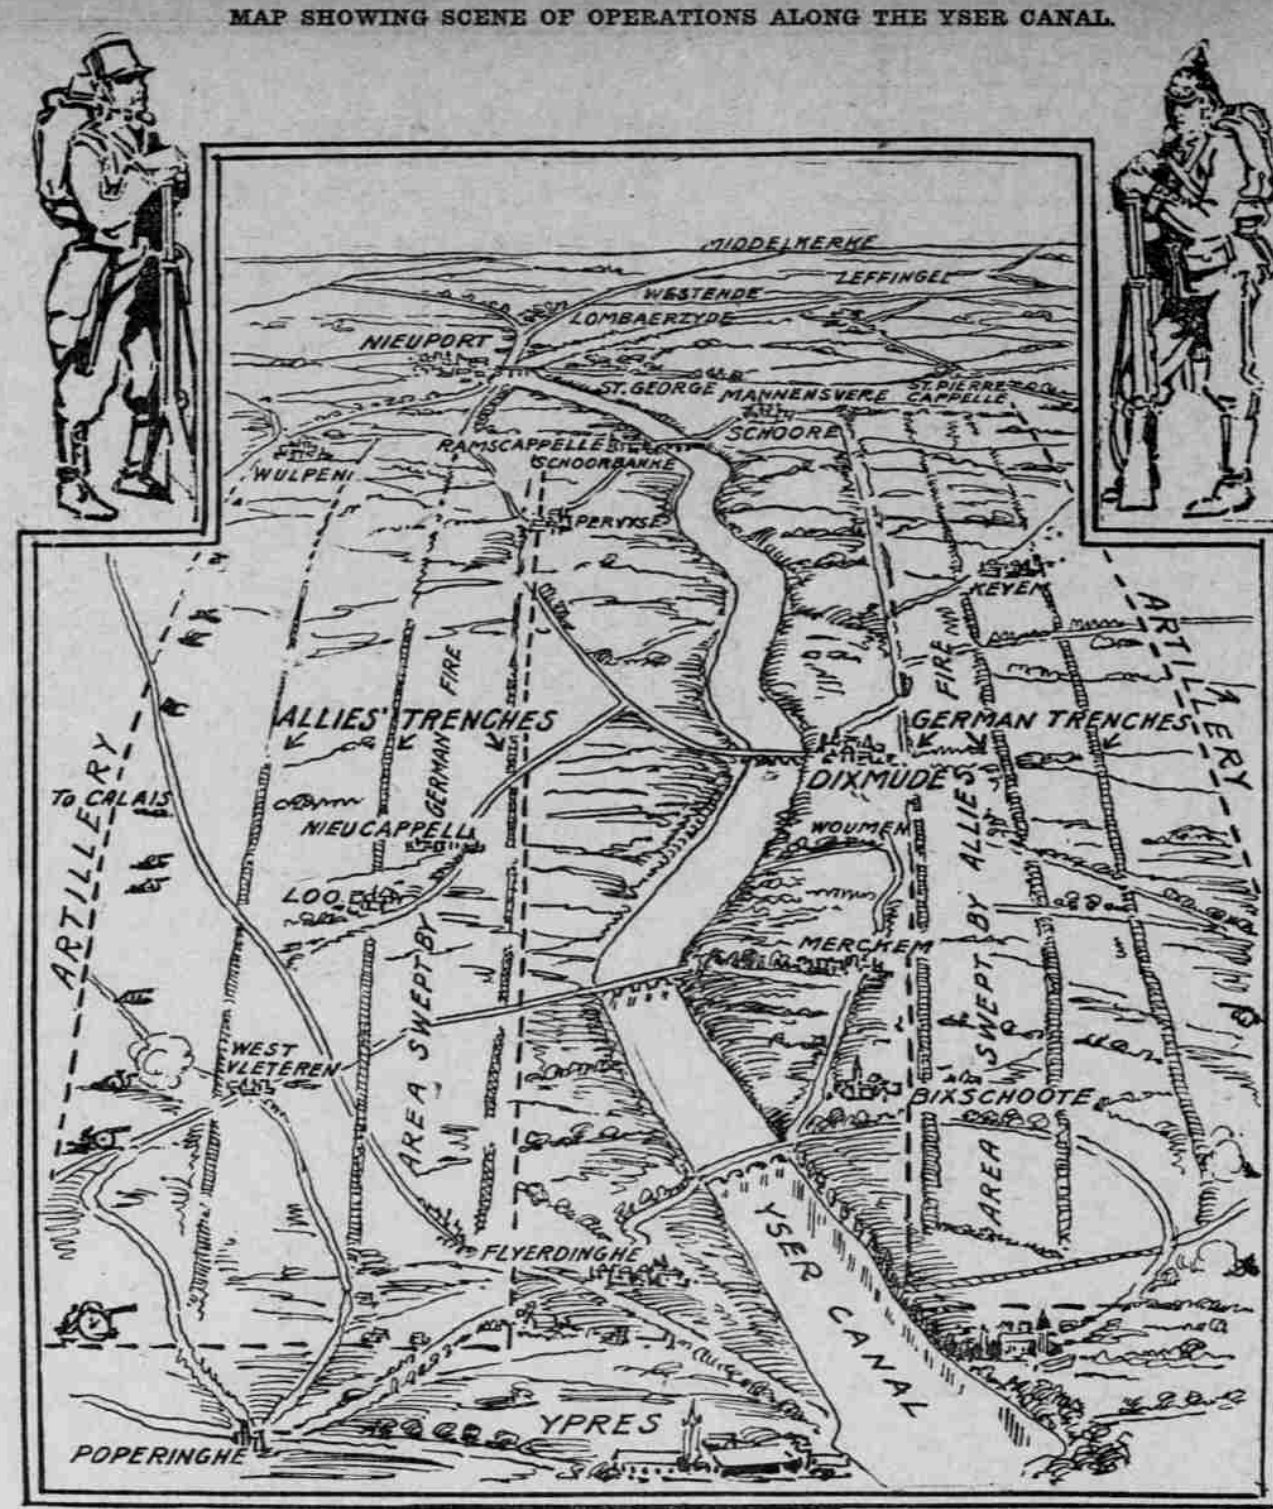 MAP SHOWING SCENE OF OPERATIONS ALONG THE YSER CANAL.
MIDDELKERKE
LEFFINGEL
WESTENDE
LOMBAERZYDE
NIEUPORT
ST. GEORGE
MANNENSVERE
ST. PIERRE
CAPPELLE
SCHOORE
RAMSCAPPELLE
SCHOORBAKKE
WULPEN
PERVYSE
KEYEM
ARTILLERY
ALLIES' TRENCHES
GERMAN TRENCHES
AREA SWEPT BY GERMAN FIRE
AREA SWEPT BY ALLIES FIRE
ARTILLERY
TO CALAIS
DIXMUDE
NIEUCAPPELL
WOUMEN
LOO
MERCKEM
WEST
VLETEREN
BIXSCHOOTE
FLYERDINGHE
YSER CANAL
YPRES
POPERINGHE